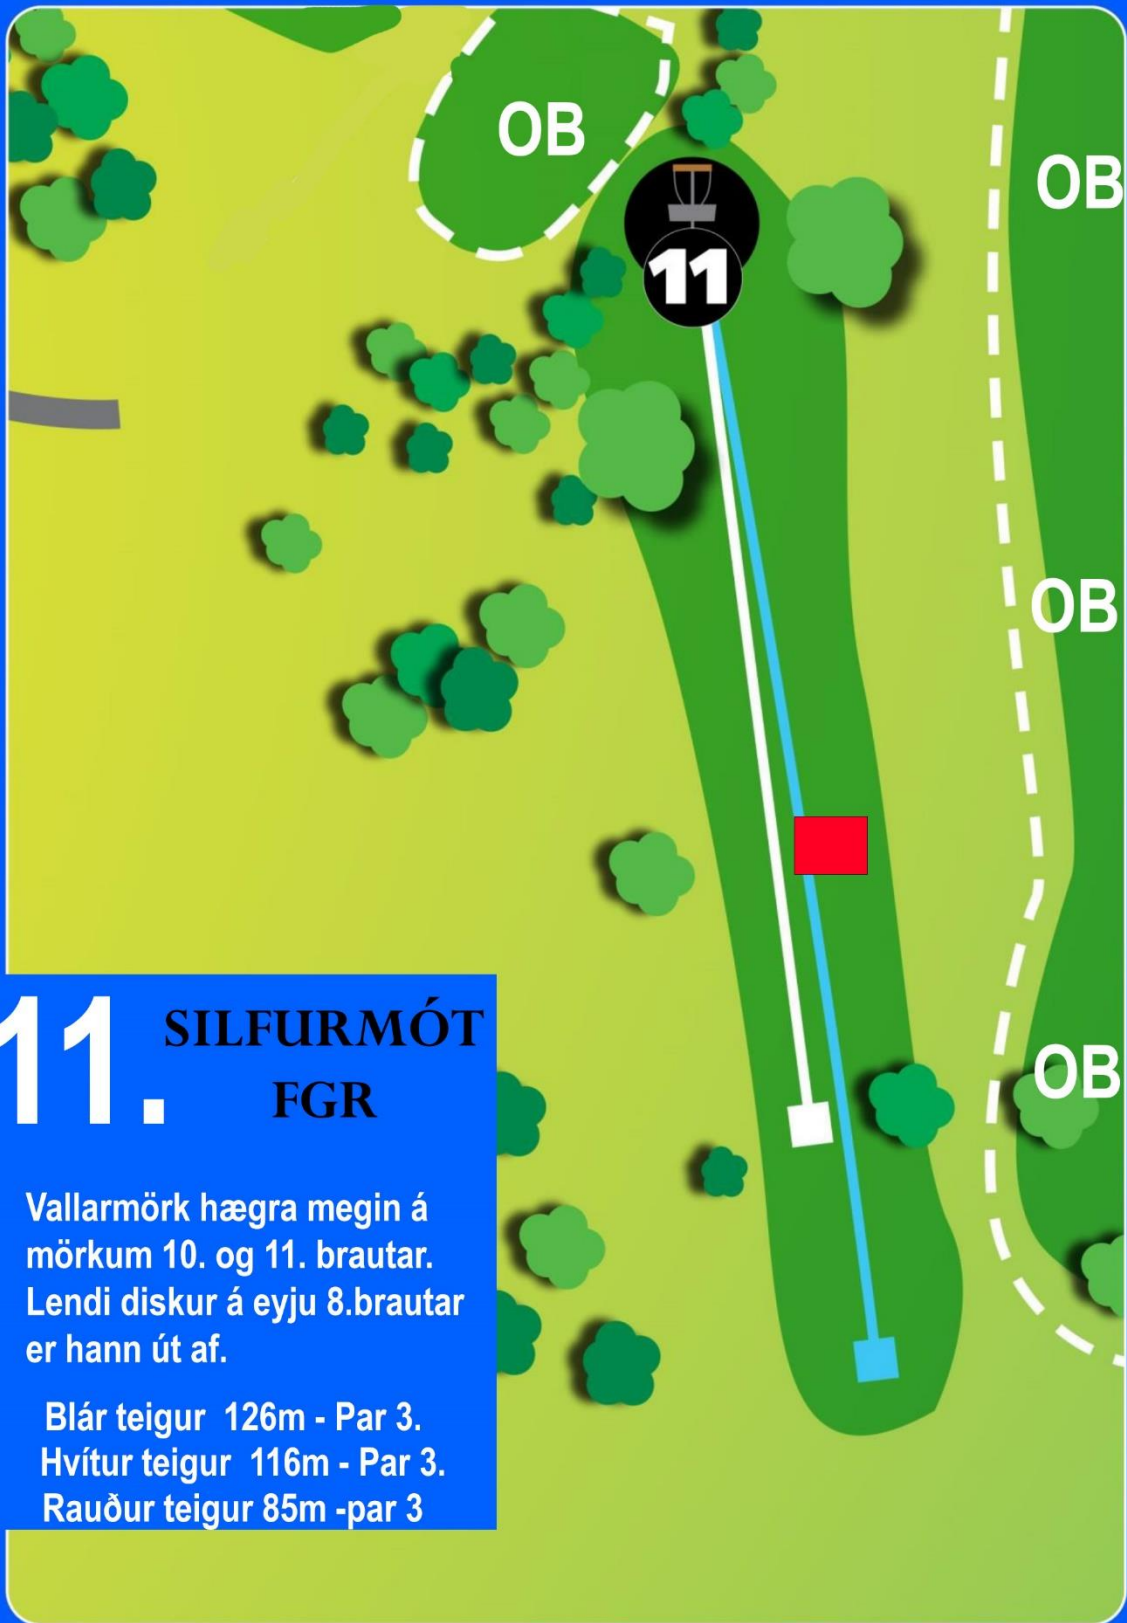 OB
OB
11
OB
OB
11.
SILFURMÓT
FGR
Vallarmörk hægra megin á
mörkum 10. og 11. brautar.
Lendi diskur á eyju 8.brautar
er hann út af.
Blár teigur 126m - Par 3.
Hvítur teigur 116m - Par 3.
Rauður teigur 85m -par 3